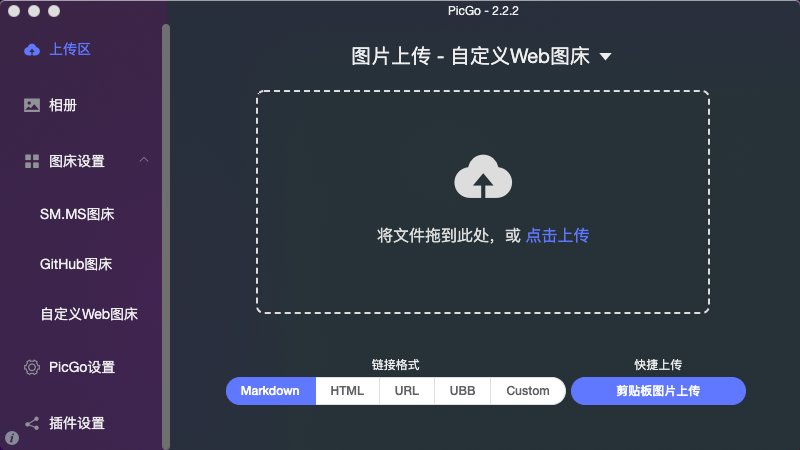 PicGo - 2.2.2
上传区
相册
图床设置
SM.MS图床
GitHub图床
自定义Web图床
PicGo设置
插件设置
图片上传 - 自定义Web图床
将文件拖到此处，或 点击上传
链接格式
Markdown HTML URL UBB Custom
快捷上传
剪贴板图片上传